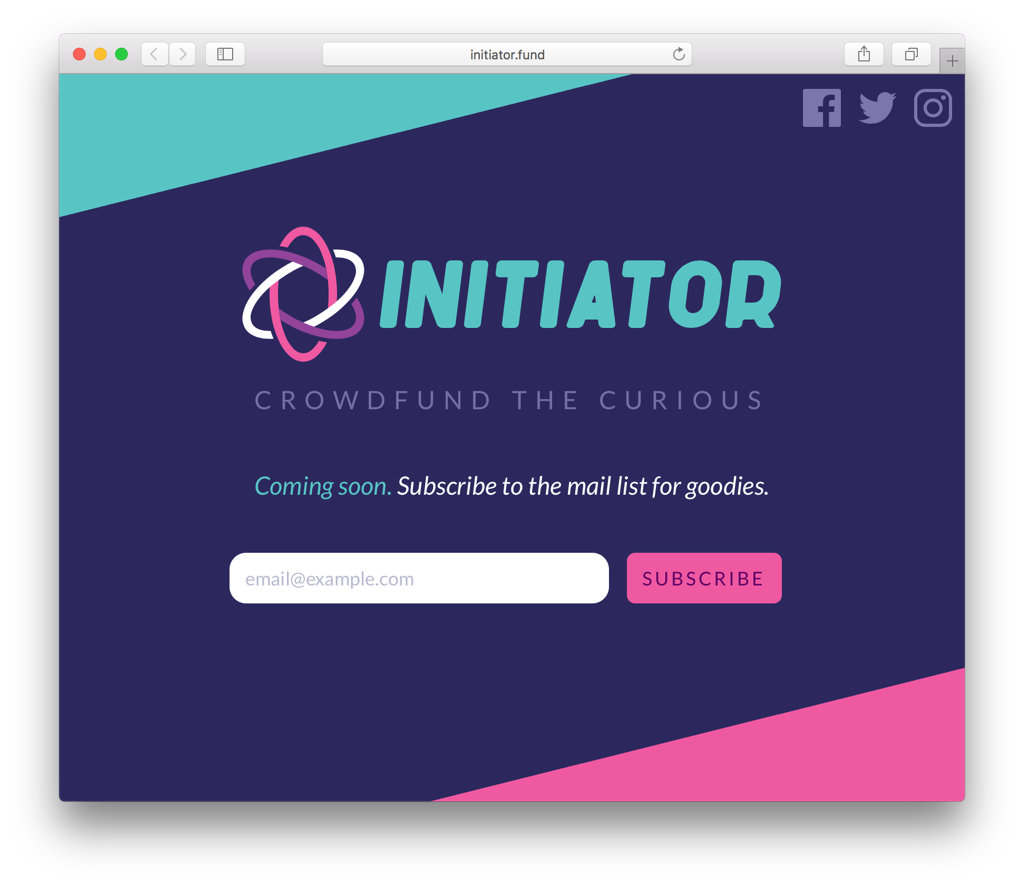 initiator.fund
INITIATOR
CROWDFUND THE CURIOUS
Coming soon. Subscribe to the mail list for goodies.
email@example.com
SUBSCRIBE